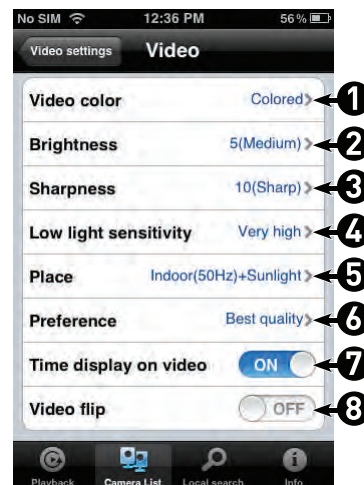 No SIM 12:36 PM 56%
Video settings Video
Video color Colored 1
Brightness 5(Medium) 2
Sharpness 10(Sharp) 3
Low light sensitivity Very high 4
Place Indoor(50Hz)+Sunlight 5
Preference Best quality 6
Time display on video ON 7
Video flip OFF 8
Playback Camera List Local search Info